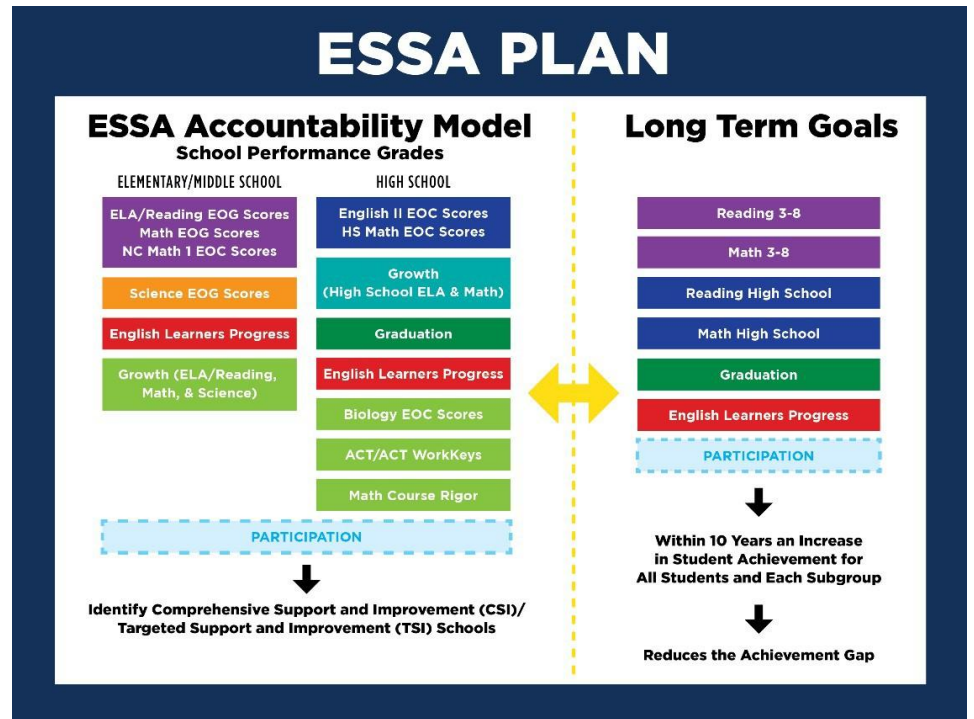 ESSA PLAN
ESSA Accountability Model
School Performance Grades
ELEMENTARY/MIDDLE SCHOOL
ELA/Reading EOG Scores
Math EOG Scores
NC Math 1 EOC Scores
Science EOG Scores
English Learners Progress
Growth (ELA/Reading,
Math, & Science)
HIGH SCHOOL
English II EOC Scores
HS Math EOC Scores
Growth
(High School ELA & Math)
Graduation
English Learners Progress
Biology EOC Scores
ACT/ACT WorkKeys
Math Course Rigor
PARTICIPATION
Identify Comprehensive Support and Improvement (CSI)/
Targeted Support and Improvement (TSI) Schools
Long Term Goals
Reading 3-8
Math 3-8
Reading High School
Math High School
Graduation
English Learners Progress
PARTICIPATION
Within 10 Years an Increase
in Student Achievement for
All Students and Each Subgroup
Reduces the Achievement Gap